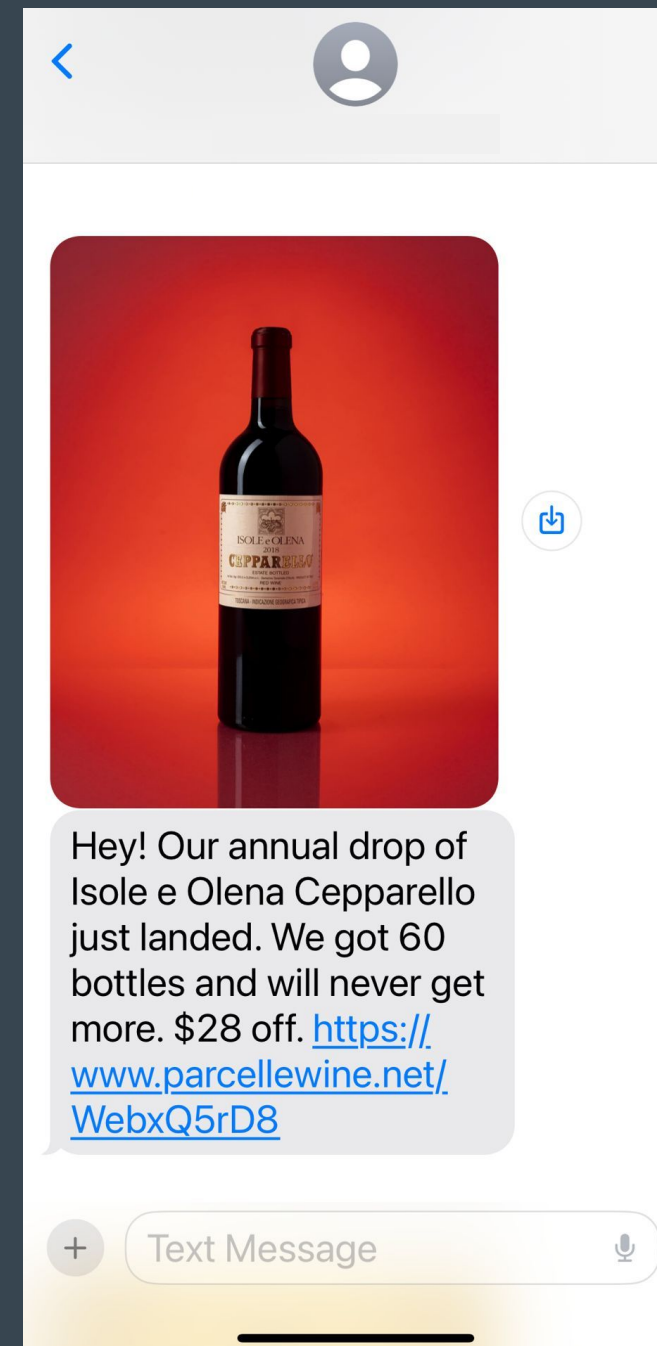 ISOLE e OLENA
2018
CEPPARELLO
ESTATE BOTTLED
RED WINE
TOSCANA - INDICAZIONE GEOGRAFICA TIPICA
Hey! Our annual drop of
Isole e Olena Cepparello
just landed. We got 60
bottles and will never get
more. $28 off. https://
www.parcellewine.net/
WebxQ5rD8
Text Message